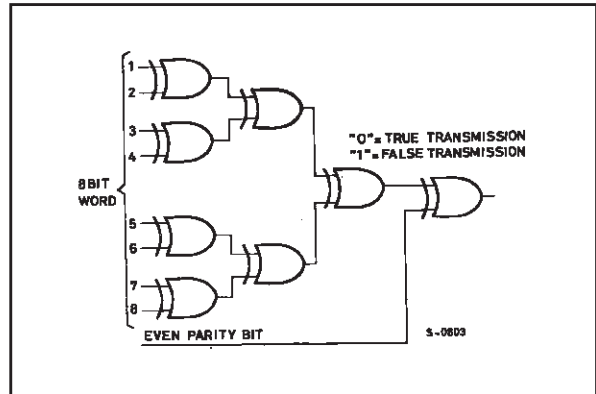 1
2
3
4
"0"= TRUE TRANSMISSION
"1"= FALSE TRANSMISSION
8BIT
WORD
5
6
7
8
EVEN PARITY BIT
S-0803